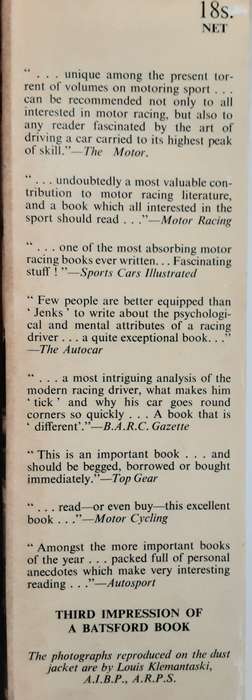 18s.
NET
“ . . . unique among the present tor-
rent of volumes on motoring sport . . .
can be recommended not only to all
interested in motor racing, but also to
any reader fascinated by the art of
driving a car carried to its highest peak
of skill.”—The Motor.
“ . . . undoubtedly a most valuable con-
tribution to motor racing literature,
and a book which all interested in the
sport should read . . .”—Motor Racing
“ . . . one of the most absorbing motor
racing books ever written. . . Fascinating
stuff ! ”—Sports Cars Illustrated
“ Few people are better equipped than
‘ Jenks ’ to write about the psychologi-
cal and mental attributes of a racing
driver . . . a quite exceptional book. . .”
—The Autocar
“ . . . a most intriguing analysis of the
modern racing driver, what makes him
‘ tick ’ and why his car goes round
corners so quickly . . . A book that is
‘ different’.”—B.A.R.C. Gazette
“ This is an important book . . . and
should be begged, borrowed or bought
immediately.”—Top Gear
“ . . . read—or even buy—this excellent
book . . .”—Motor Cycling
“ Amongst the more important books
of the year . . . packed full of personal
anecdotes which make very interesting
reading . . .”—Autosport
THIRD IMPRESSION OF
A BATSFORD BOOK
The photographs reproduced on the dust
jacket are by Louis Klemantaski,
A.I.B.P., A.R.P.S.